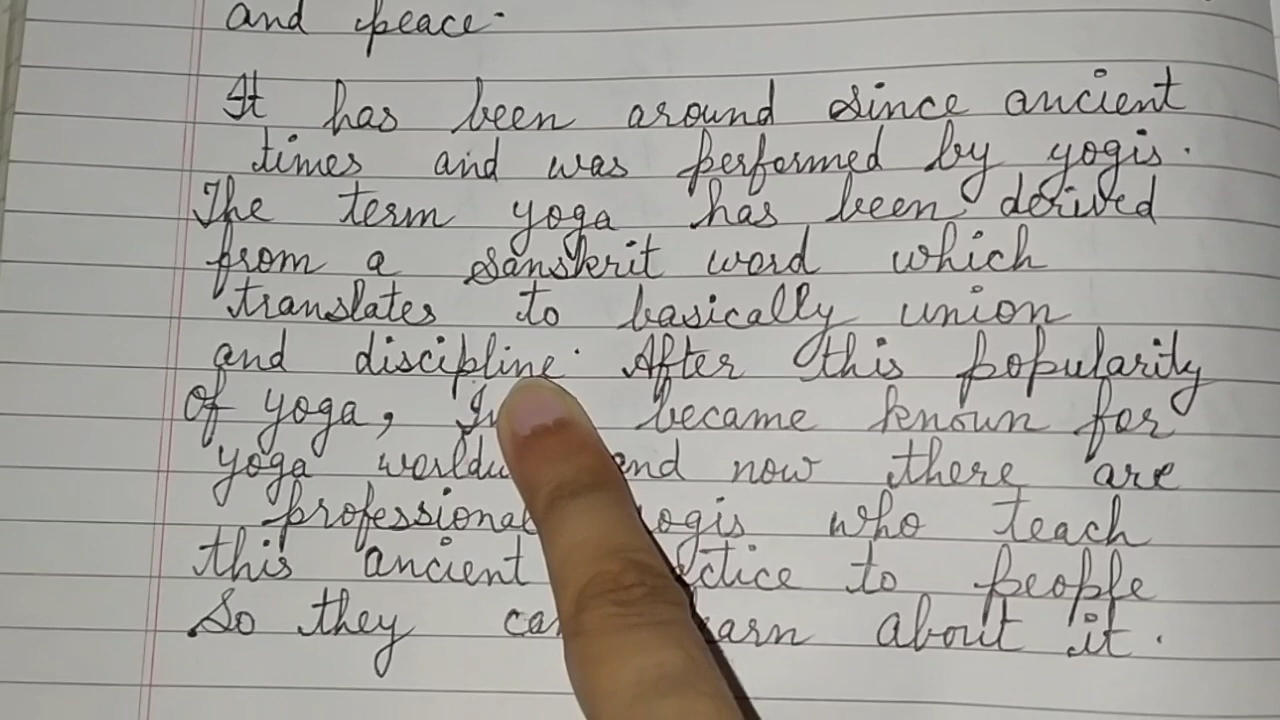 and peace.
It has been around since ancient
times and was performed by yogis.
The term yoga has been derived
from a sanskrit word which
translates to basically union
and discipline. After this popularity
of yoga, became known for
yoga and now there are
professional yogis who teach
this ancient to people
So they can about it.